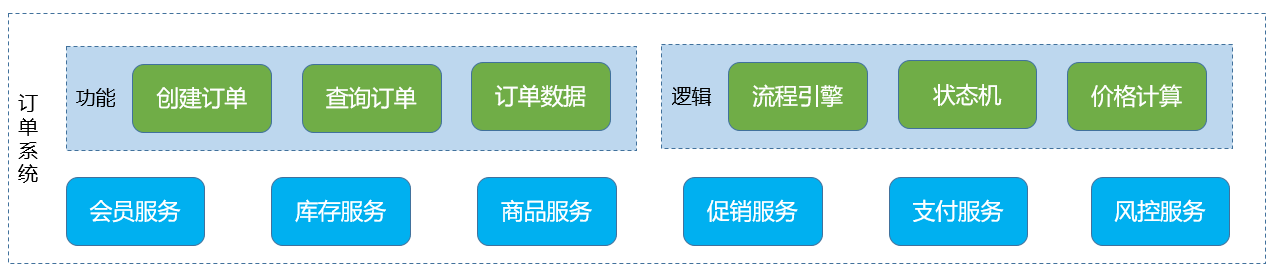 订单系统
功能
创建订单
查询订单
订单数据
逻辑
流程引擎
状态机
价格计算
会员服务
库存服务
商品服务
促销服务
支付服务
风控服务